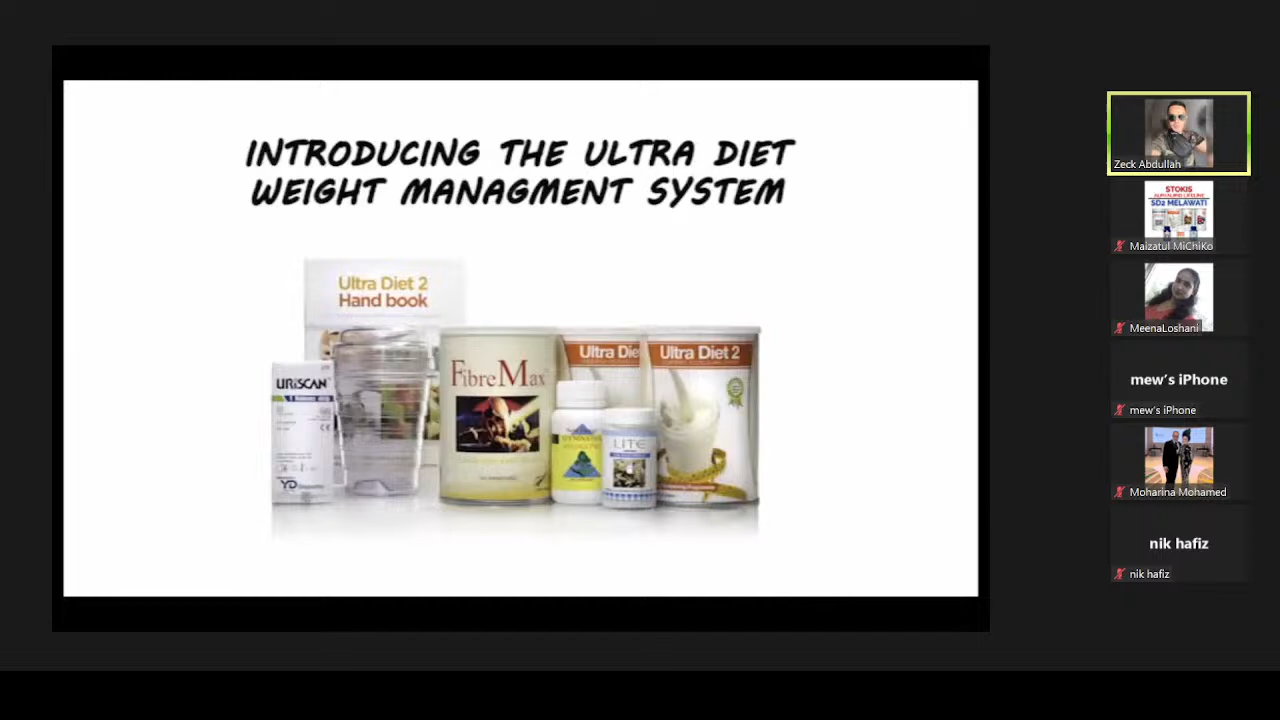 INTRODUCING THE ULTRA DIET
WEIGHT MANAGMENT SYSTEM
Ultra Diet 2
Hand book
URiSCAN
YD
FibreMax
Ultra Die
Ultra Diet 2
LITE
Zeck Abdullah
STOKIS
SD2 MELAWATI
Maizatul MiChiKo
MeenaLoshani
mew's iPhone
mew's iPhone
Moharina Mohamed
nik hafiz
nik hafiz